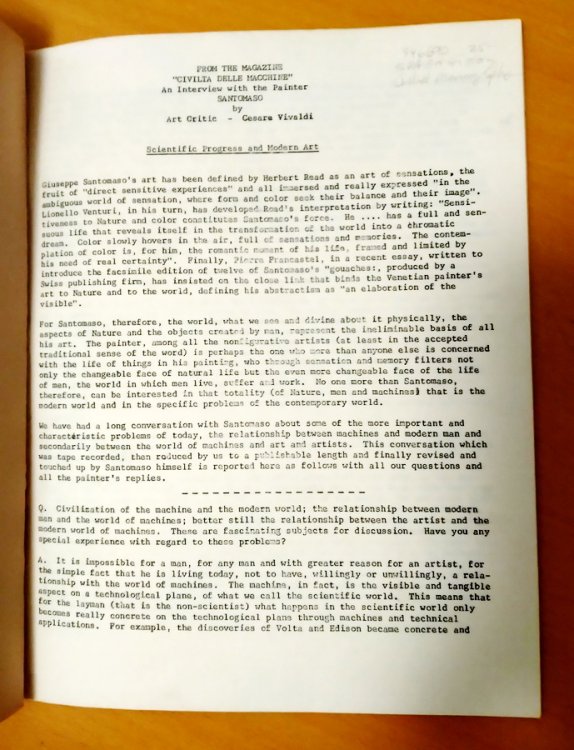 FROM THE MAGAZINE
"CIVILTA DELLE MACCHINE"
An Interview with the Painter
SANTOMASO
by
Art Critic - Cesare Vivaldi
Scientific Progress and Modern Art
Giuseppe Santomaso's art has been defined by Herbert Read as an art of sensations, the
fruit of "direct sensitive experiences" and all immersed and really expressed "in the
ambiguous world of sensation, where form and color seek their balance and their image".
Lionello Venturi, in his turn, has developed Read's interpretation by writing: "Sensi-
tiveness to Nature and color constitutes Santomaso's force. He .... has a full and sen-
suous life that reveals itself in the transformation of the world into a chromatic
dream. Color slowly hovers in the air, full of sensations and memories. The contem-
plation of color is, for him, the romantic moment of his life, framed and limited by
his need of real certainty". Finally, Pierre Francastel, in a recent essay, written to
introduce the facsimile edition of twelve of Santomaso's "gouaches:, produced by a
Swiss publishing firm, has insisted on the close link that binds the Venetian painter's
art to Nature and to the world, defining his abstractism as "an elaboration of the
visible".
For Santomaso, therefore, the world, what we see and divine about it physically, the
aspects of Nature and the objects created by man, represent the ineliminable basis of all
his art. The painter, among all the nonfigurative artists (at least in the accepted
traditional sense of the word) is perhaps the one who more than anyone else is concerned
with the life of things in his painting, who through sensation and memory filters not
only the changeable face of natural life but the even more changeable face of the life
of men, the world in which men live, suffer and work. No one more than Santomaso,
therefore, can be interested in that totality (of Nature, men and machines) that is the
modern world and in the specific problems of the contemporary world.
We have had a long conversation with Santomaso about some of the more important and
characteristic problems of today, the relationship between machines and modern man and
secondarily between the world of machines and art and artists. This conversation which
was tape recorded, then reduced by us to a publishable length and finally revised and
touched up by Santomaso himself is reported here as follows with all our questions and
all the painter's replies.
Q. Civilization of the machine and the modern world; the relationship between modern
man and the world of machines; better still the relationship between the artist and the
modern world of machines. These are fascinating subjects for discussion. Have you any
special experience with regard to these problems?
A. It is impossible for a man, for any man and with greater reason for an artist, for
the simple fact that he is living today, not to have, willingly or unwillingly, a rela-
tionship with the world of machines. The machine, in fact, is the visible and tangible
aspect on a technological plane, of what we call the scientific world. This means that
for the layman (that is the non-scientist) what happens in the scientific world only
becomes really concrete on the technological plans through machines and technical
applications. For example, the discoveries of Volta and Edison became concrete and